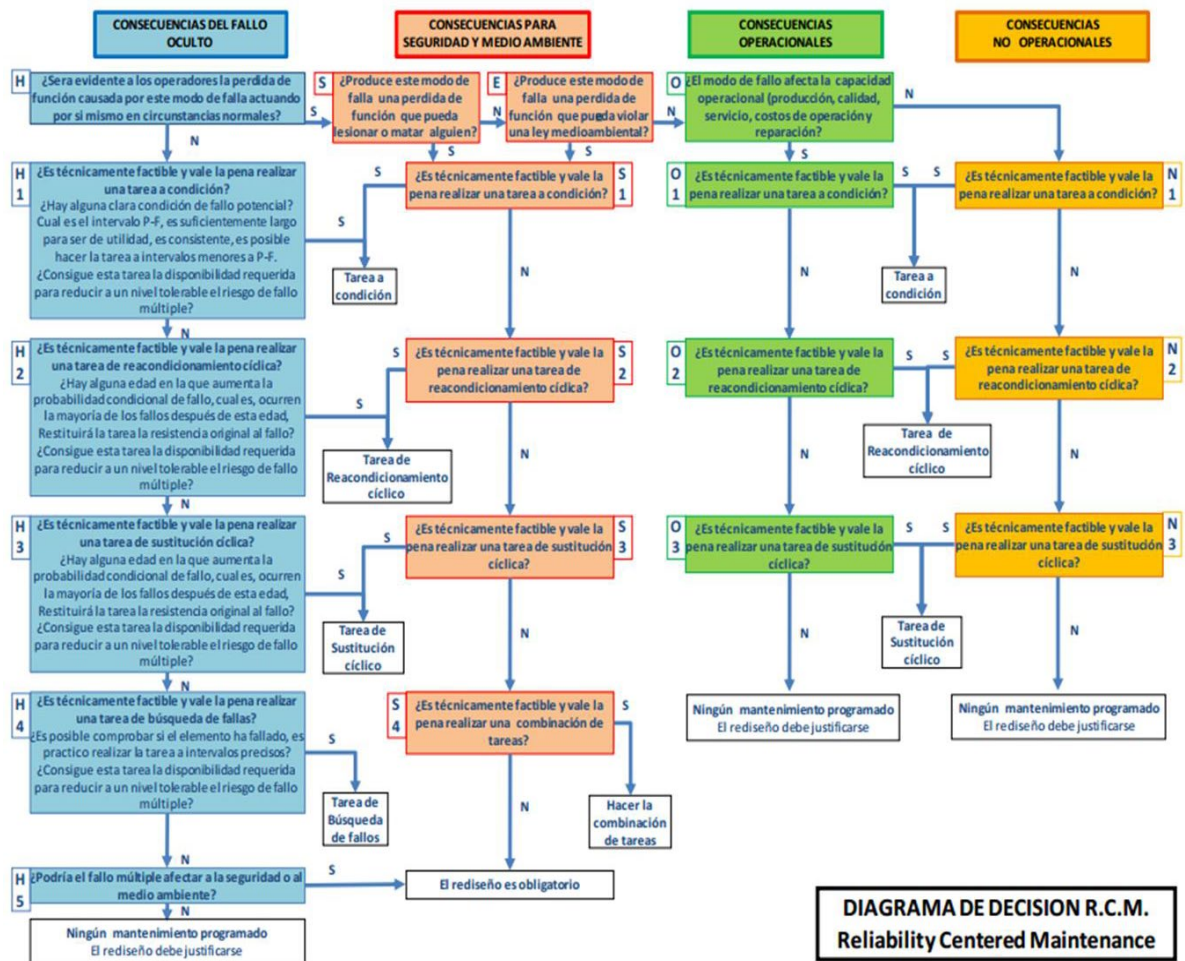 CONSECUENCIAS DEL FALLO
OCULTO
CONSECUENCIAS PARA
SEGURIDAD Y MEDIO AMBIENTE
CONSECUENCIAS
OPERACIONALES
CONSECUENCIAS
NO OPERACIONALES
H
¿Sera evidente a los operadores la perdida de
función causada por este modo de falla actuando
por si mismo en circunstancias normales?
S
S
¿Produce este modo de
falla una perdida de
función que pueda
lesionar o matar alguien?
N
E
¿Produce este modo de
falla una perdida de
función que pueda violar
una ley medioambiental?
N
O
¿El modo de fallo afecta la capacidad
operacional (producción, calidad,
servicio, costos de operación y
reparación?
N
N
S
S
S
H
1
¿Es técnicamente factible y vale la pena realizar
una tarea a condición?
¿Hay alguna clara condición de fallo potencial?
Cual es el intervalo P-F, es suficientemente largo
para ser de utilidad, es consistente, es posible
hacer la tarea a intervalos menores a P-F.
¿Consigue esta tarea la disponibilidad requerida
para reducir a un nivel tolerable el riesgo de fallo
múltiple?
S
S
Tarea a
condición
¿Es técnicamente factible y vale la
pena realizar una tarea a condición?
S
1
O
1
¿Es técnicamente factible y vale la
pena realizar una tarea a condición?
S
S
Tarea a
condición
¿Es técnicamente factible y vale la
pena realizar una tarea a condición?
N
1
N
N
N
N
H
2
¿Es técnicamente factible y vale la pena realizar
una tarea de reacondicionamiento cíclica?
¿Hay alguna edad en la que aumenta la
probabilidad condicional de fallo, cual es, ocurren
la mayoría de los fallos después de esta edad,
Restituirá la tarea la resistencia original al fallo?
¿Consigue esta tarea la disponibilidad requerida
para reducir a un nivel tolerable el riesgo de fallo
múltiple?
S
S
Tarea de
Reacondicionamiento
cíclico
¿Es técnicamente factible y vale la
pena realizar una tarea de
reacondicionamiento cíclica?
S
2
O
2
¿Es técnicamente factible y vale la
pena realizar una tarea de
reacondicionamiento cíclica?
S
S
Tarea de
Reacondicionamiento
cíclico
¿Es técnicamente factible y vale la
pena realizar una tarea de
reacondicionamiento cíclica?
N
2
N
N
N
N
H
3
¿Es técnicamente factible y vale la pena realizar
una tarea de sustitución cíclica?
¿Hay alguna edad en la que aumenta la
probabilidad condicional de fallo, cual es, ocurren
la mayoría de los fallos después de esta edad,
Restituirá la tarea la resistencia original al fallo?
¿Consigue esta tarea la disponibilidad requerida
para reducir a un nivel tolerable el riesgo de fallo
múltiple?
S
S
Tarea de
Sustitución
cíclico
¿Es técnicamente factible y vale la
pena realizar una tarea de sustitución
cíclica?
S
3
O
3
¿Es técnicamente factible y vale la
pena realizar una tarea de sustitución
cíclica?
S
S
Tarea de
Sustitución
cíclico
¿Es técnicamente factible y vale la
pena realizar una tarea de sustitución
cíclica?
N
3
N
N
N
N
H
4
¿Es técnicamente factible y vale la pena realizar
una tarea de búsqueda de fallas?
¿Es posible comprobar si el elemento ha fallado, es
practico realizar la tarea a intervalos precisos?
¿Consigue esta tarea la disponibilidad requerida
para reducir a un nivel tolerable el riesgo de fallo
múltiple?
S
Tarea de
Búsqueda
de fallos
S
4
¿Es técnicamente factible y vale la
pena realizar una combinación de
tareas?
S
Hacer la
combinación
de tareas
Ningún mantenimiento programado
El rediseño debe justificarse
Ningún mantenimiento programado
El rediseño debe justificarse
N
N
H
5
¿Podría el fallo múltiple afectar a la seguridad o al
medio ambiente?
S
El rediseño es obligatorio
N
Ningún mantenimiento programado
El rediseño debe justificarse
DIAGRAMA DE DECISION R.C.M.
Reliability Centered Maintenance